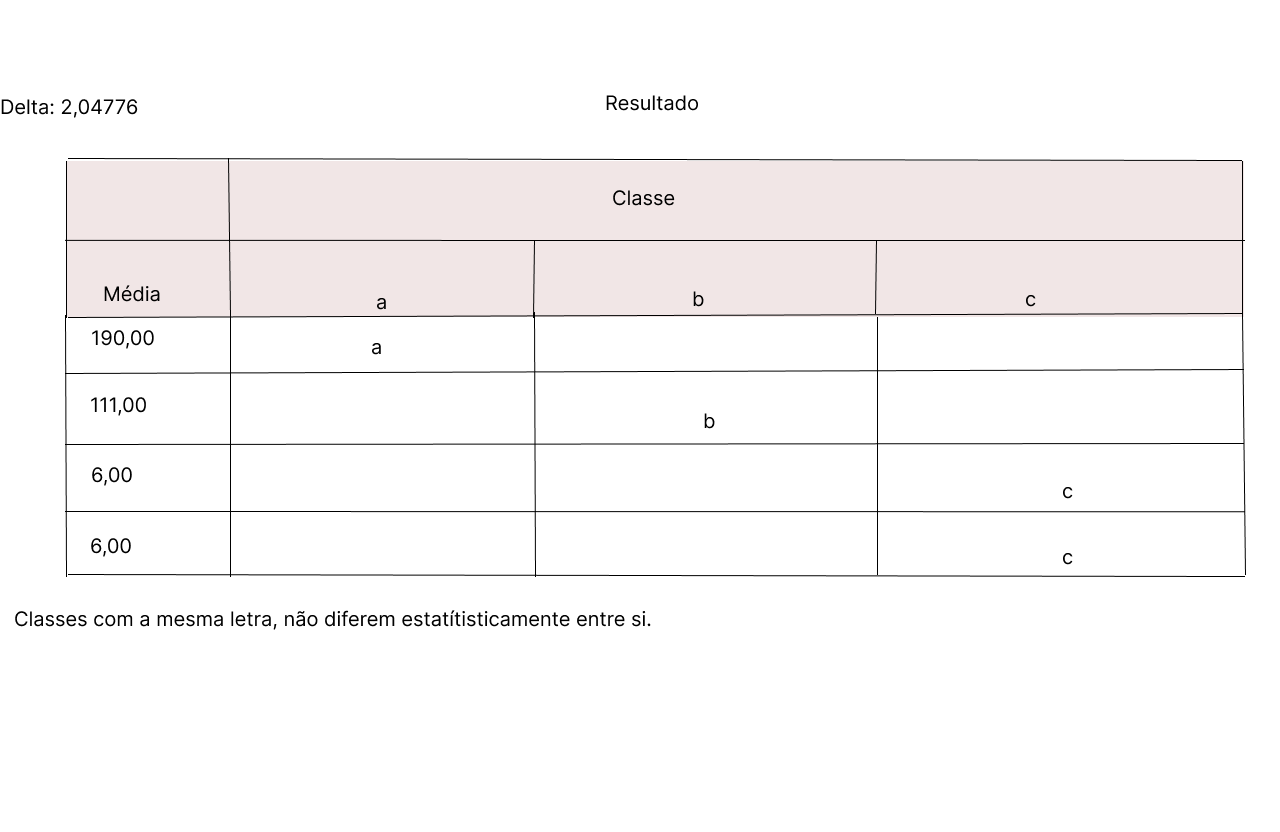 Delta: 2,04776
Resultado
Classe
Média a b c
190,00 a
111,00 b
6,00 c
6,00 c
Classes com a mesma letra, não diferem estatítisticamente entre si.